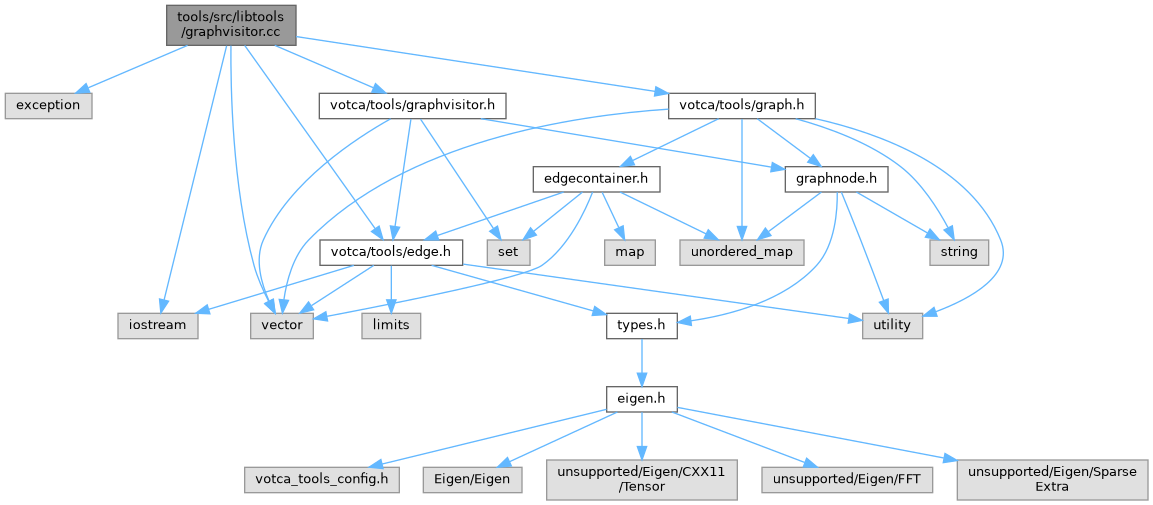 tools/src/libtools
/graphvisitor.cc
exception
votca/tools/graphvisitor.h
votca/tools/graph.h
edgecontainer.h
graphnode.h
votca/tools/edge.h
set
map
unordered_map
string
iostream
vector
limits
types.h
utility
eigen.h
votca_tools_config.h
Eigen/Eigen
unsupported/Eigen/CXX11
/Tensor
unsupported/Eigen/FFT
unsupported/Eigen/Sparse
Extra